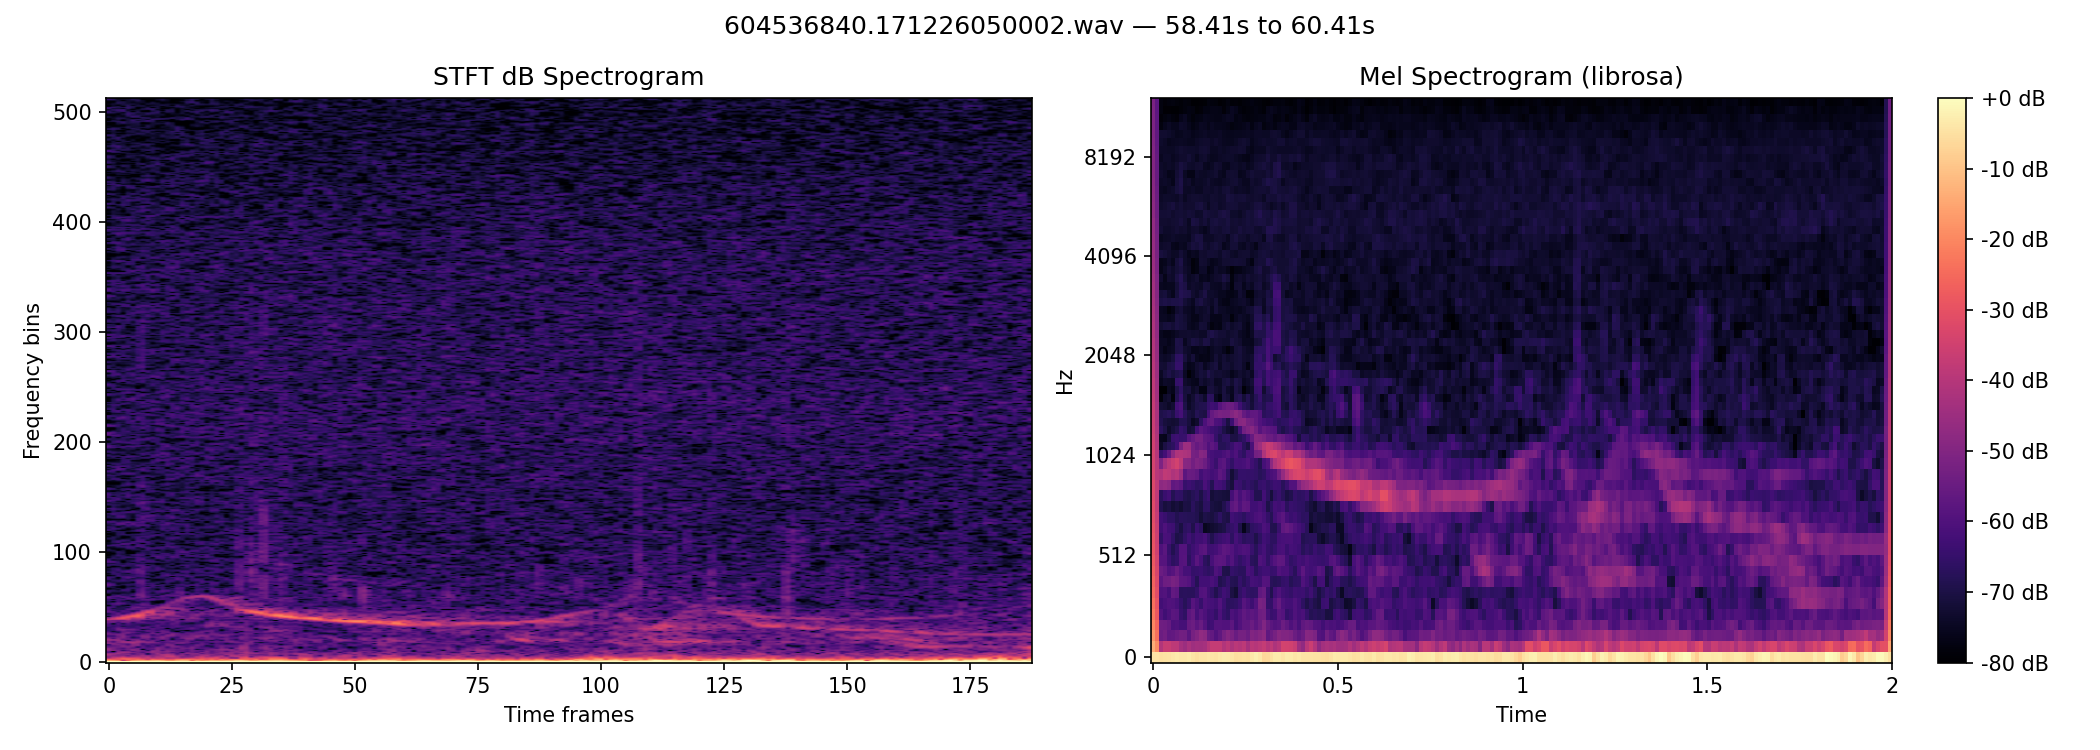 604536840.171226050002.wav — 58.41s to 60.41s
STFT dB Spectrogram
Frequency bins
500
400
300
200
100
0
0 25 50 75 100 125 150 175
Time frames
Mel Spectrogram (librosa)
Hz
8192
4096
2048
1024
512
0
0 0.5 1 1.5 2
Time
+0 dB
-10 dB
-20 dB
-30 dB
-40 dB
-50 dB
-60 dB
-70 dB
-80 dB